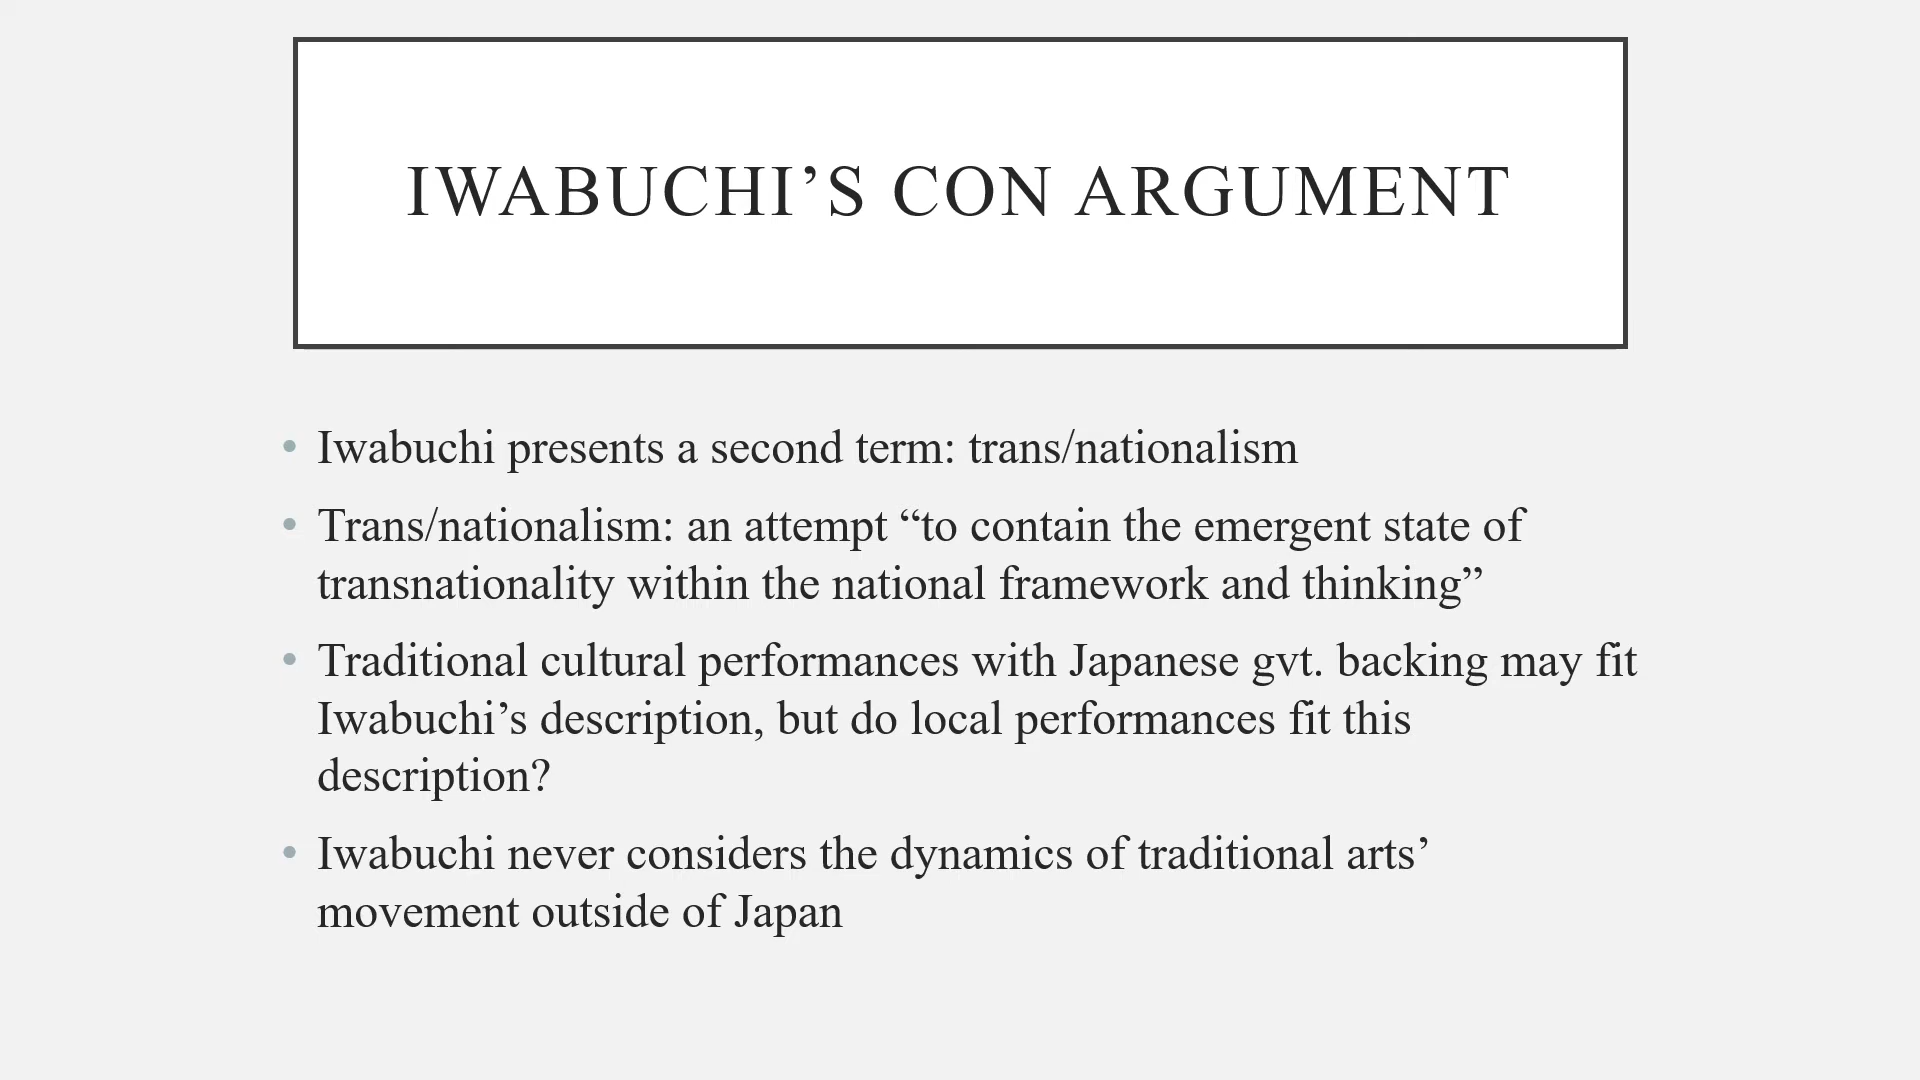 IWABUCHI’S CON ARGUMENT
• Iwabuchi presents a second term: trans/nationalism
• Trans/nationalism: an attempt “to contain the emergent state of
transnationality within the national framework and thinking”
• Traditional cultural performances with Japanese gvt. backing may fit
Iwabuchi’s description, but do local performances fit this
description?
• Iwabuchi never considers the dynamics of traditional arts’
movement outside of Japan